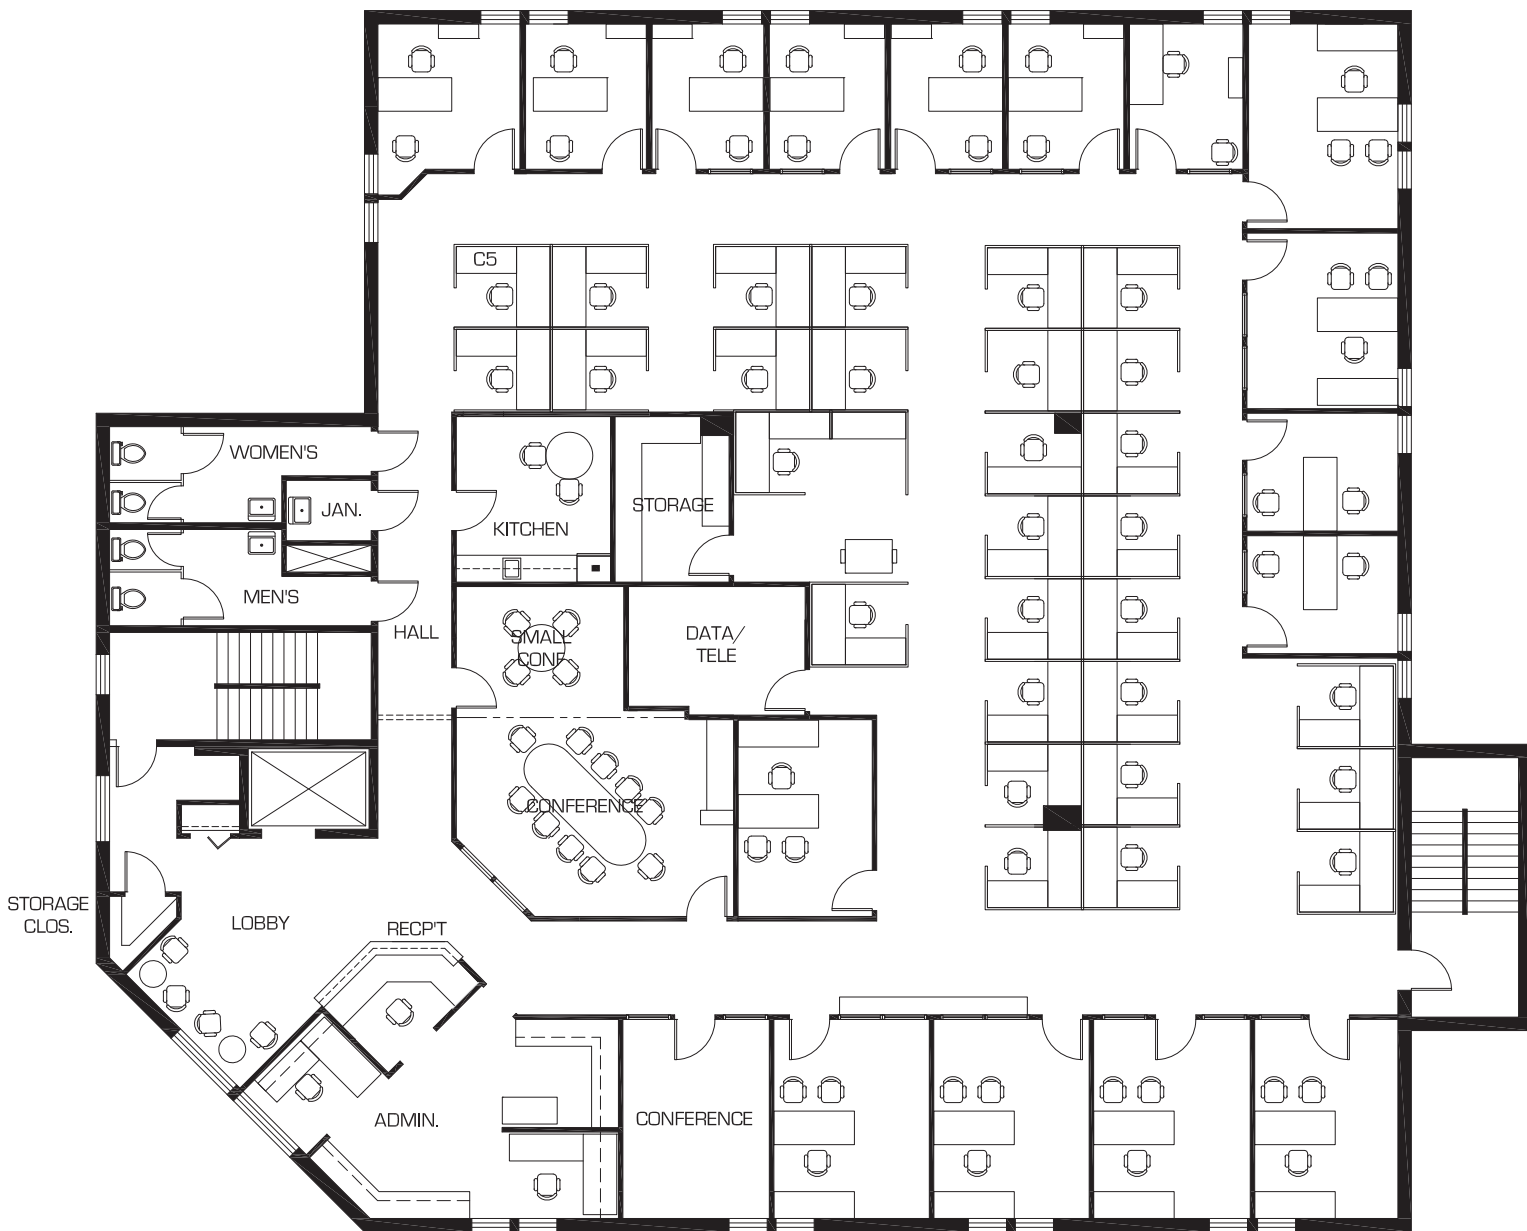 C5
WOMEN'S
JAN.
STORAGE
KITCHEN
MEN'S
HALL
SMALL
CONF
DATA/
TELE
CONFERENCE
STORAGE
CLOS.
LOBBY
RECP'T
ADMIN.
CONFERENCE